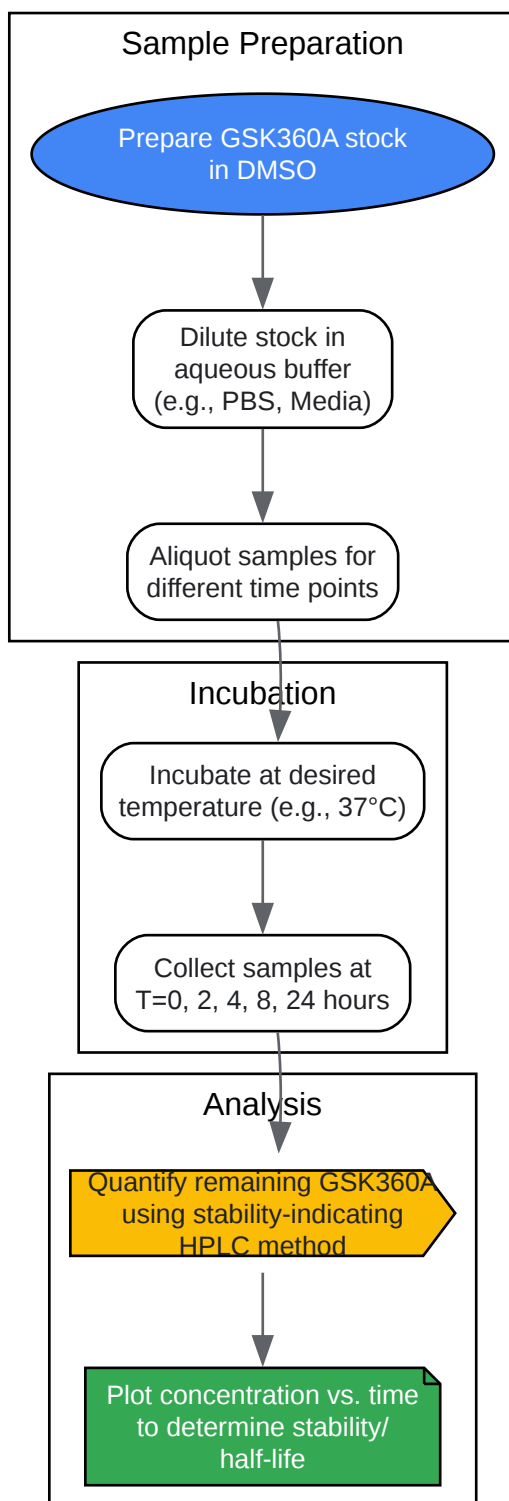 Sample Preparation
Prepare GSK360A stock
in DMSO
Dilute stock in
aqueous buffer
(e.g., PBS, Media)
Aliquot samples for
different time points
Incubation
Incubate at desired
temperature (e.g., 37°C)
Collect samples at
T=0, 2, 4, 8, 24 hours
Analysis
Quantify remaining GSK360A
using stability-indicating
HPLC method
Plot concentration vs. time
to determine stability/
half-life